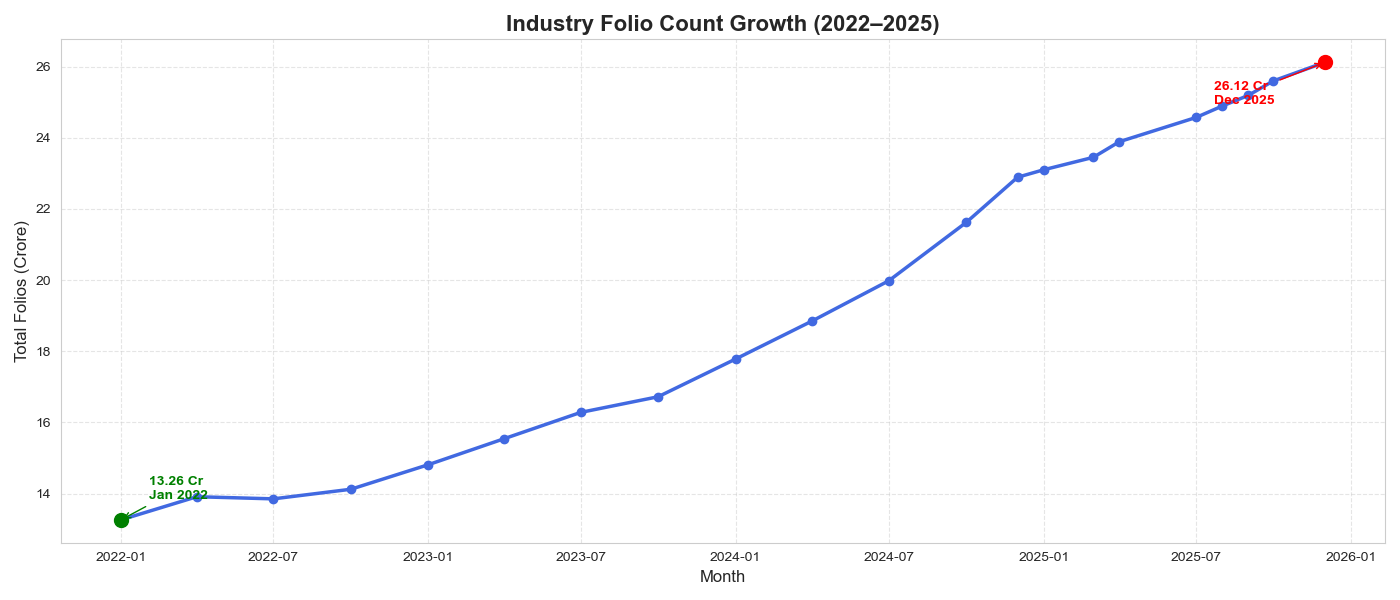 Industry Folio Count Growth (2022–2025)
Total Folios (Crore)
26
24
22
20
18
16
14
26.12 Cr
Dec 2025
13.26 Cr
Jan 2022
2022-01
2022-07
2023-01
2023-07
2024-01
2024-07
2025-01
2025-07
2026-01
Month